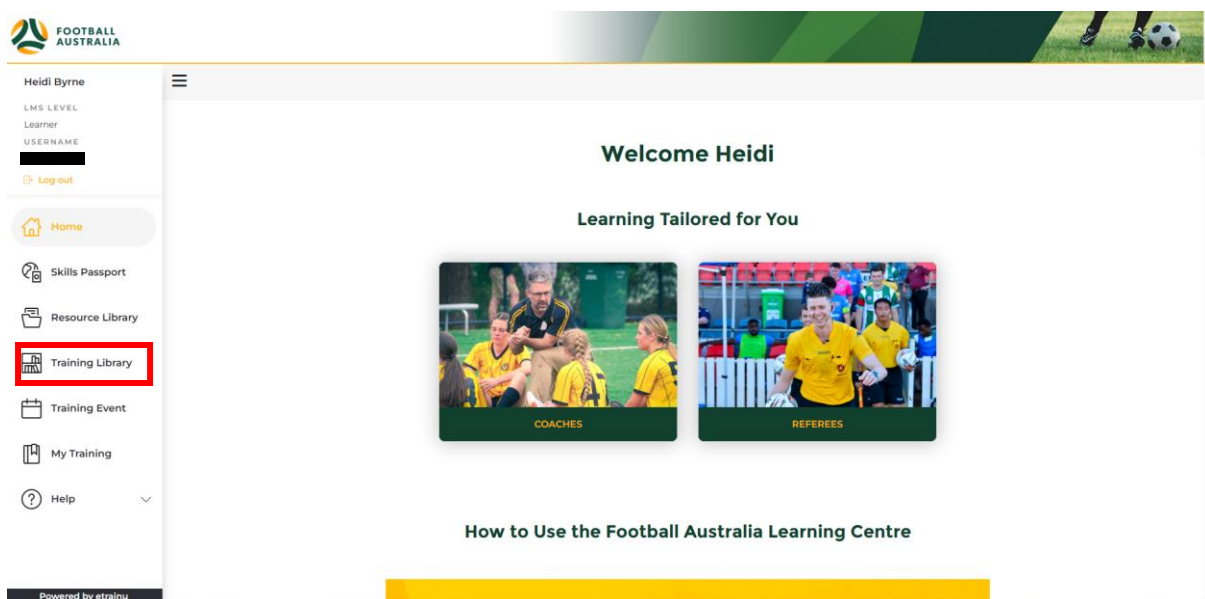 FOOTBALL
AUSTRALIA
Heidi Byrne
LMS LEVEL
Learner
USERNAME
Log out
Home
Skills Passport
Resource Library
Training Library
Training Event
My Training
Help
Powered by etrainu
Welcome Heidi
Learning Tailored for You
COACHES
REFEREES
How to Use the Football Australia Learning Centre